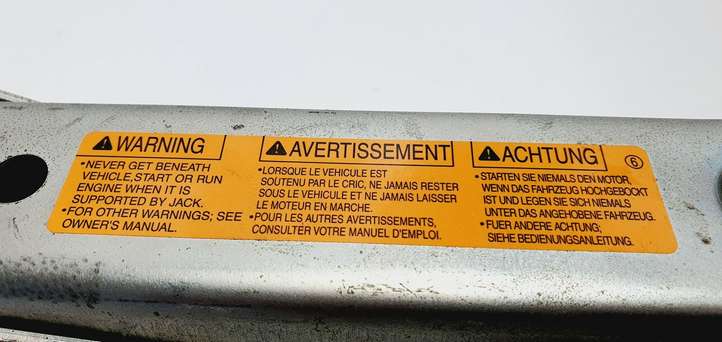 WARNING
•NEVER GET BENEATH
VEHICLE,START OR RUN
ENGINE WHEN IT IS
SUPPORTED BY JACK.
•FOR OTHER WARNINGS; SEE
OWNER'S MANUAL.
AVERTISSEMENT
•LORSQUE LE VEHICULE EST
SOUTENU PAR LE CRIC, NE JAMAIS RESTER
SOUS LE VEHICULE ET NE JAMAIS LAISSER
LE MOTEUR EN MARCHE.
•POUR LES AUTRES AVERTISSEMENTS,
CONSULTER VOTRE MANUEL D'EMPLOI.
ACHTUNG
6
•STARTEN SIE NIEMALS DEN MOTOR,
WENN DAS FAHRZEUG HOCHGEBOCKT
IST UND LEGEN SIE SICH NIEMALS
UNTER DAS ANGEHOBENE FAHRZEUG.
•FUER ANDERE ACHTUNG;
SIEHE BEDIENUNGSANLEITUNG.